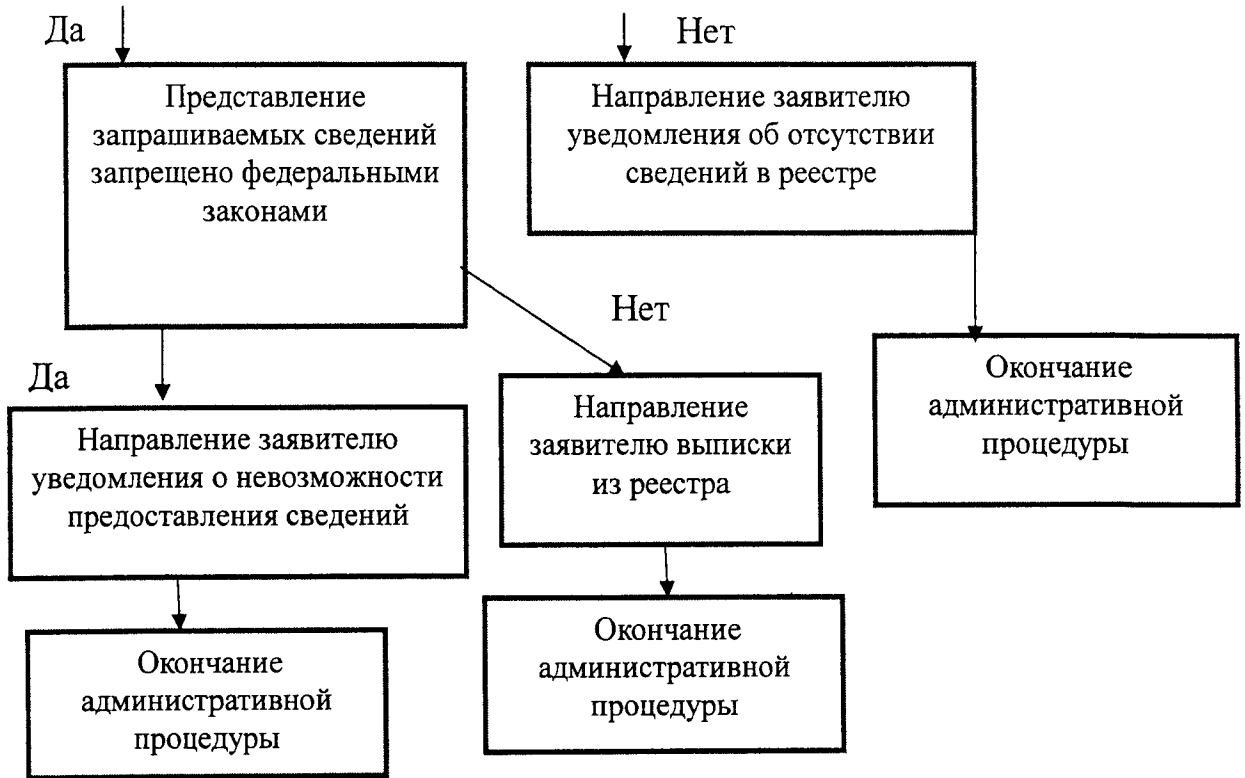 Да
Нет
Представление
запрашиваемых сведений
запрещено федеральными
законами
Направление заявителю
уведомления об отсутствии
сведений в реестре
Нет
Окончание
административной
процедуры
Да
Направление заявителю
уведомления о невозможности
предоставления сведений
Направление
заявителю выписки
из реестра
Окончание
административной
процедуры
Окончание
административной
процедуры